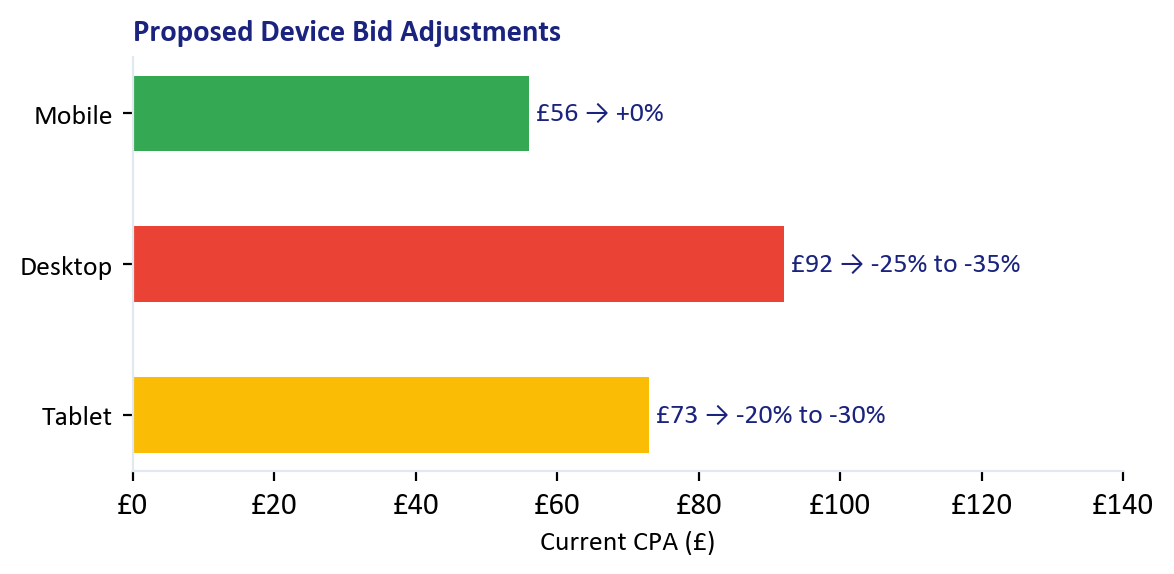 Proposed Device Bid Adjustments
Mobile
£56 → +0%
Desktop
£92 → -25% to -35%
Tablet
£73 → -20% to -30%
£0 £20 £40 £60 £80 £100 £120 £140
Current CPA (£)